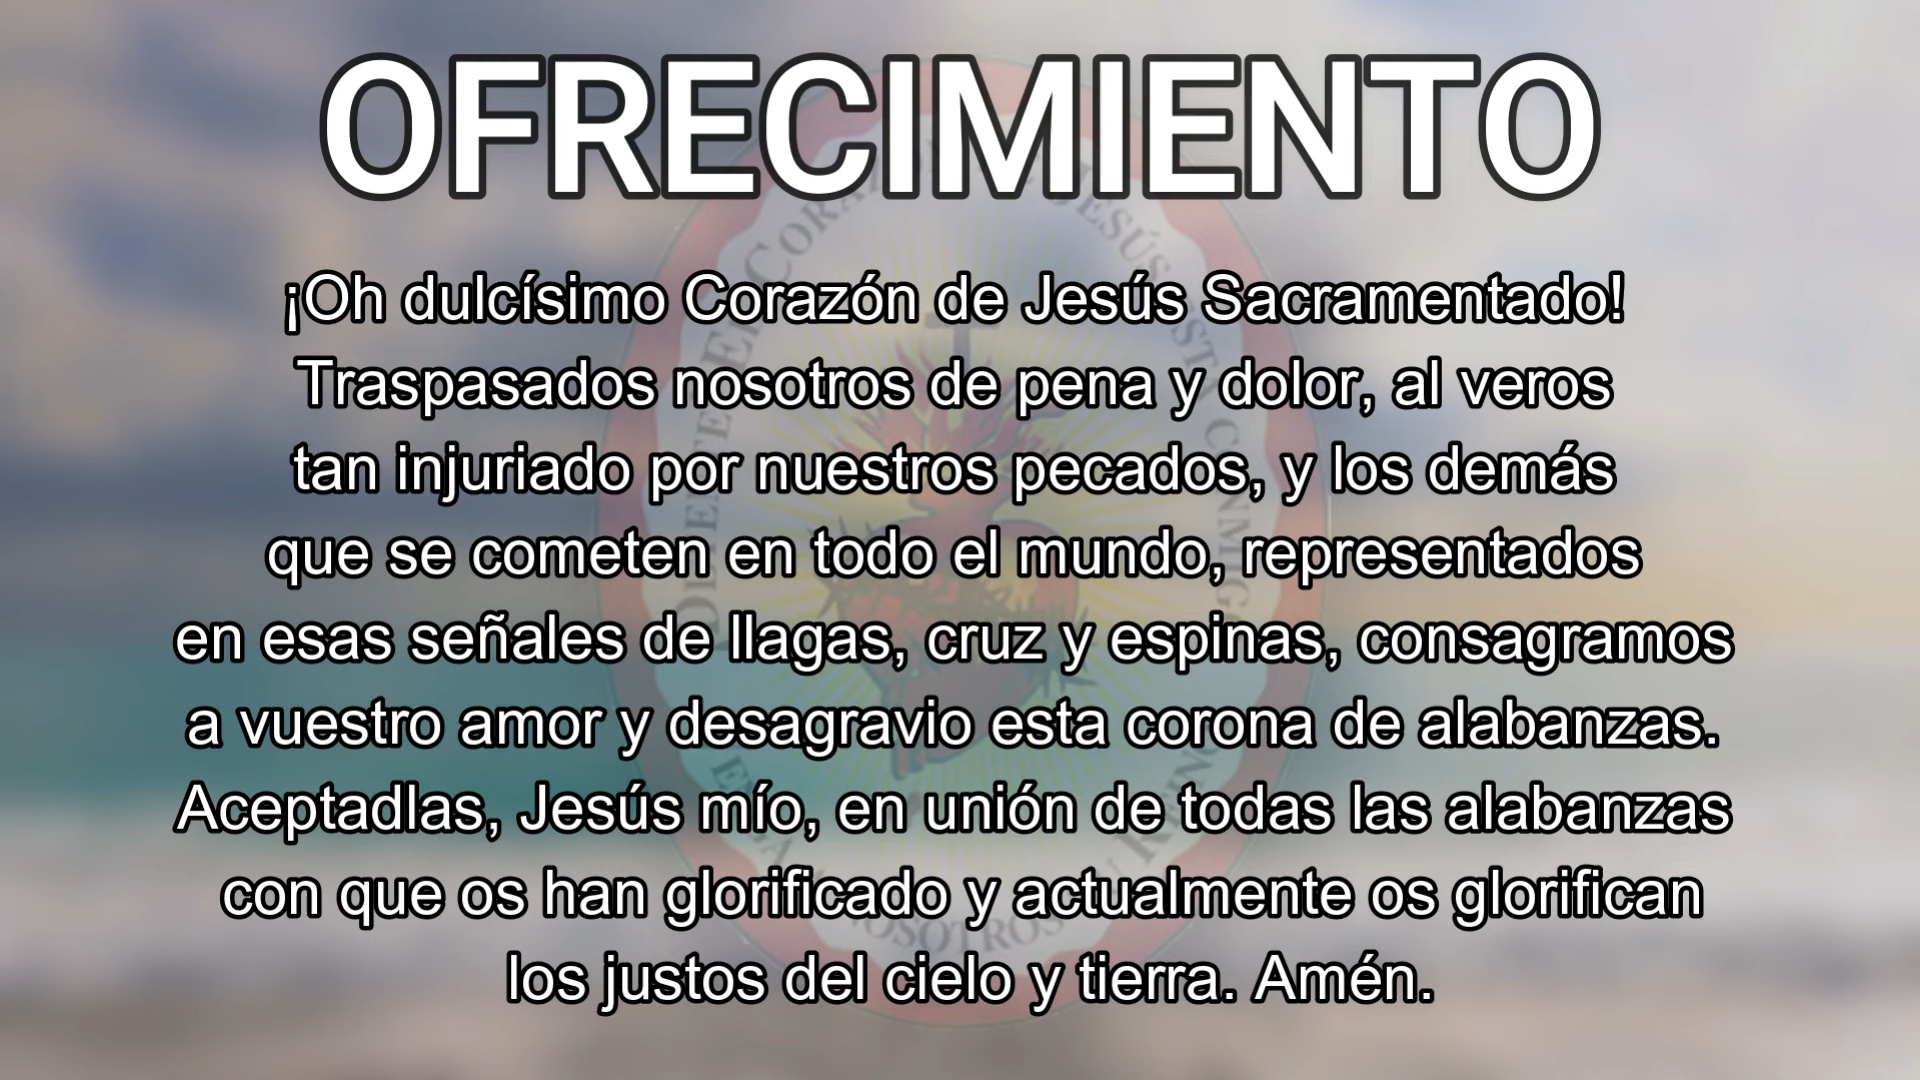 OFRECIMIENTO
¡Oh dulcísimo Corazón de Jesús Sacramentado!
Traspasados nosotros de pena y dolor, al veros
tan injuriado por nuestros pecados, y los demás
que se cometen en todo el mundo, representados
en esas señales de llagas, cruz y espinas, consagramos
a vuestro amor y desagravio esta corona de alabanzas.
Aceptadlas, Jesús mío, en unión de todas las alabanzas
con que os han glorificado y actualmente os glorifican
los justos del cielo y tierra. Amén.